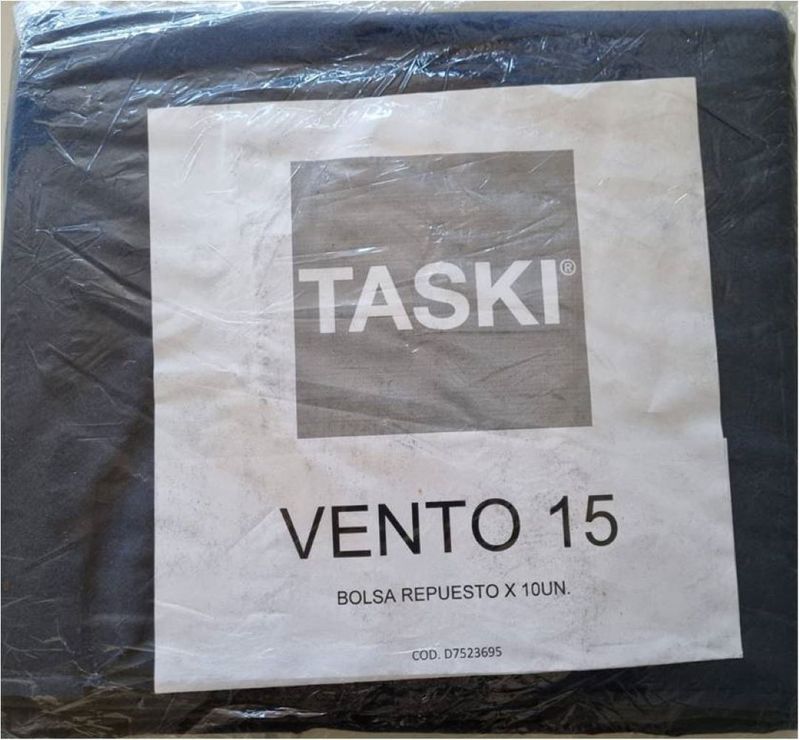 TASKI®
VENTO 15
BOLSA REPUESTO X 10UN.
COD. D7523695